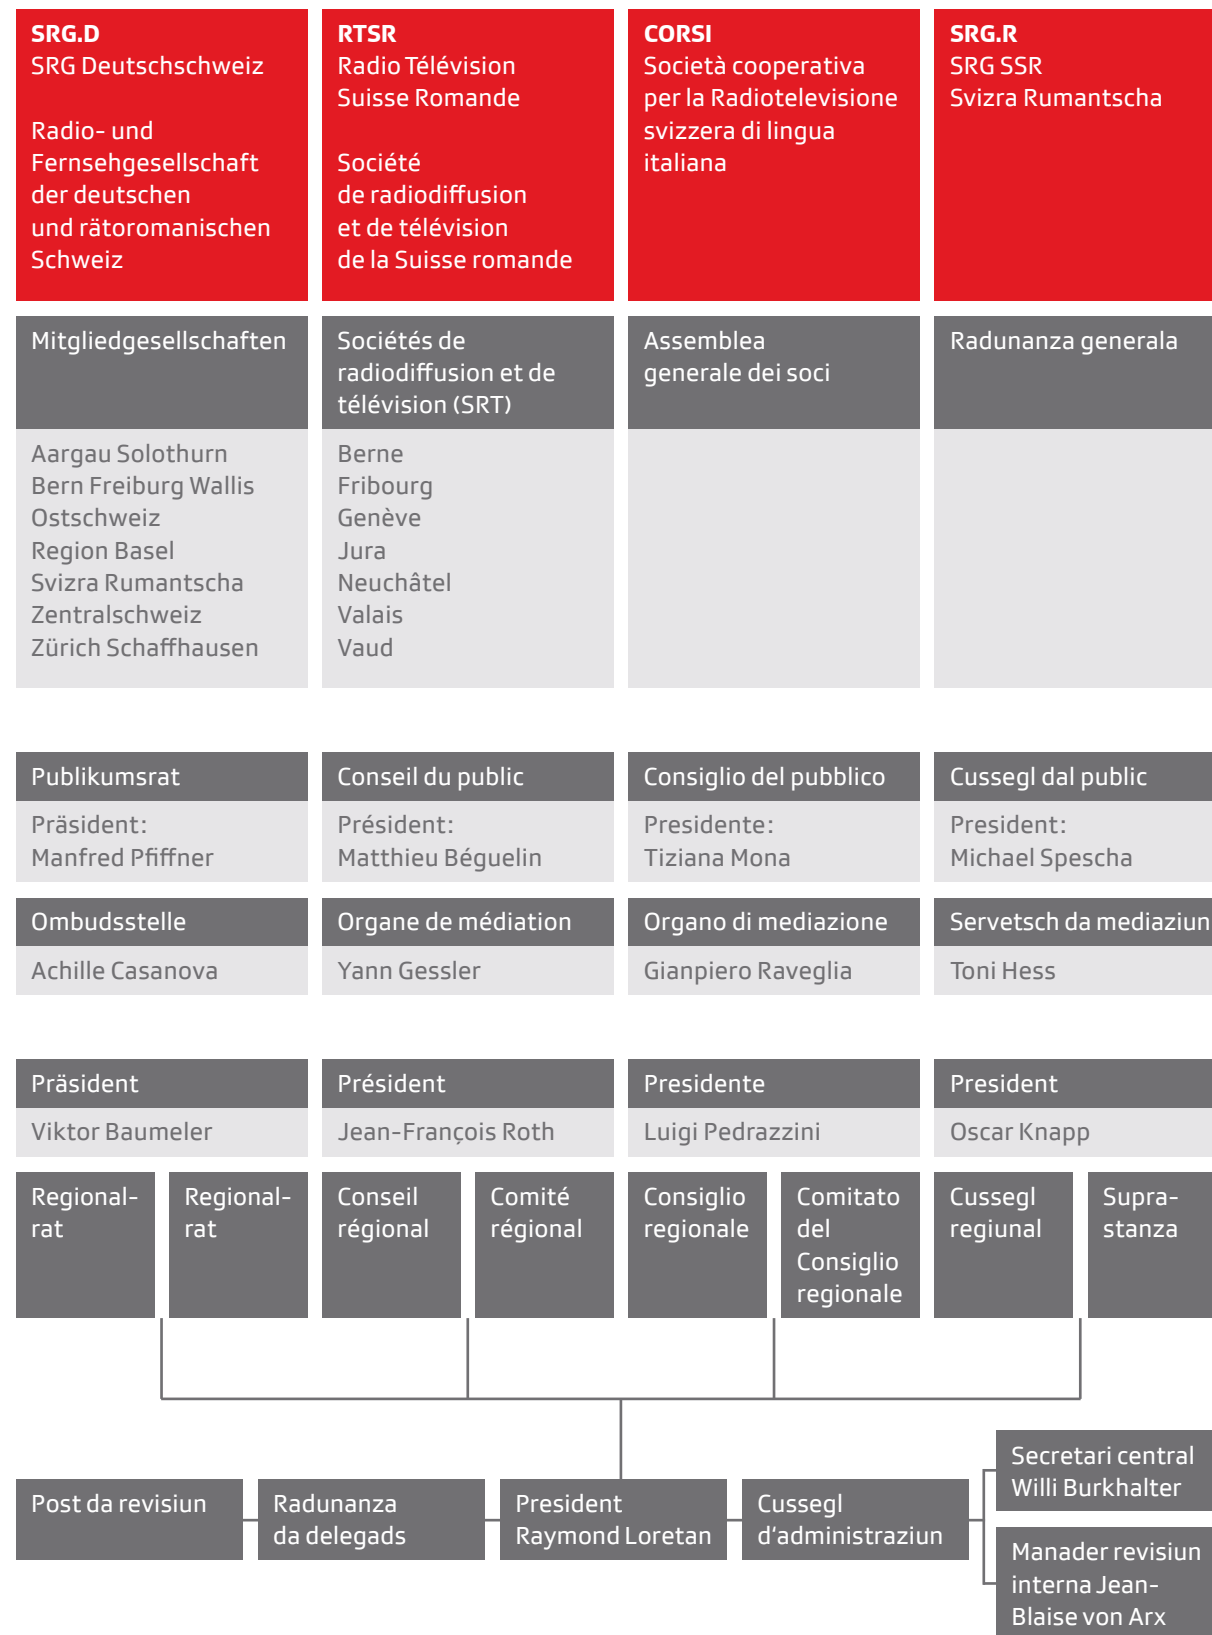 SRG.D
SRG Deutschschweiz
Radio- und
Fernsehgesellschaft
der deutschen
und rätoromanischen
Schweiz
RTSR
Radio Télévision
Suisse Romande
Société
de radiodiffusion
et de télévision
de la Suisse romande
CORSI
Società cooperativa
per la Radiotelevisione
svizzera di lingua
italiana
SRG.R
SRG SSR
Svizra Rumantscha
Mitgliedgesellschaften
Sociétés de
radiodiffusion et de
télévision (SRT)
Assemblea
generale dei soci
Radunanza generala
Aargau Solothurn
Bern Freiburg Wallis
Ostschweiz
Region Basel
Svizra Rumantscha
Zentralschweiz
Zürich Schaffhausen
Berne
Fribourg
Genève
Jura
Neuchâtel
Valais
Vaud
Publikumsrat
Präsident:
Manfred Pfiffner
Conseil du public
Président:
Matthieu Béguelin
Consiglio del pubblico
Presidente:
Tiziana Mona
Cussegl dal public
President:
Michael Spescha
Ombudsstelle
Achille Casanova
Organe de médiation
Yann Gessler
Organo di mediazione
Gianpiero Raveglia
Servetsch da mediaziun
Toni Hess
Präsident
Viktor Baumeler
Président
Jean-François Roth
Presidente
Luigi Pedrazzini
President
Oscar Knapp
Regional-
rat
Regional-
rat
Conseil
régional
Comité
régional
Consiglio
regionale
Comitato
del
Consiglio
regionale
Cussegl
regiunal
Supra-
stanza
Post da revisiun
Radunanza
da delegads
President
Raymond Loretan
Cussegl
d‘administraziun
Secretari central
Willi Burkhalter
Manader revisiun
interna Jean-
Blaise von Arx